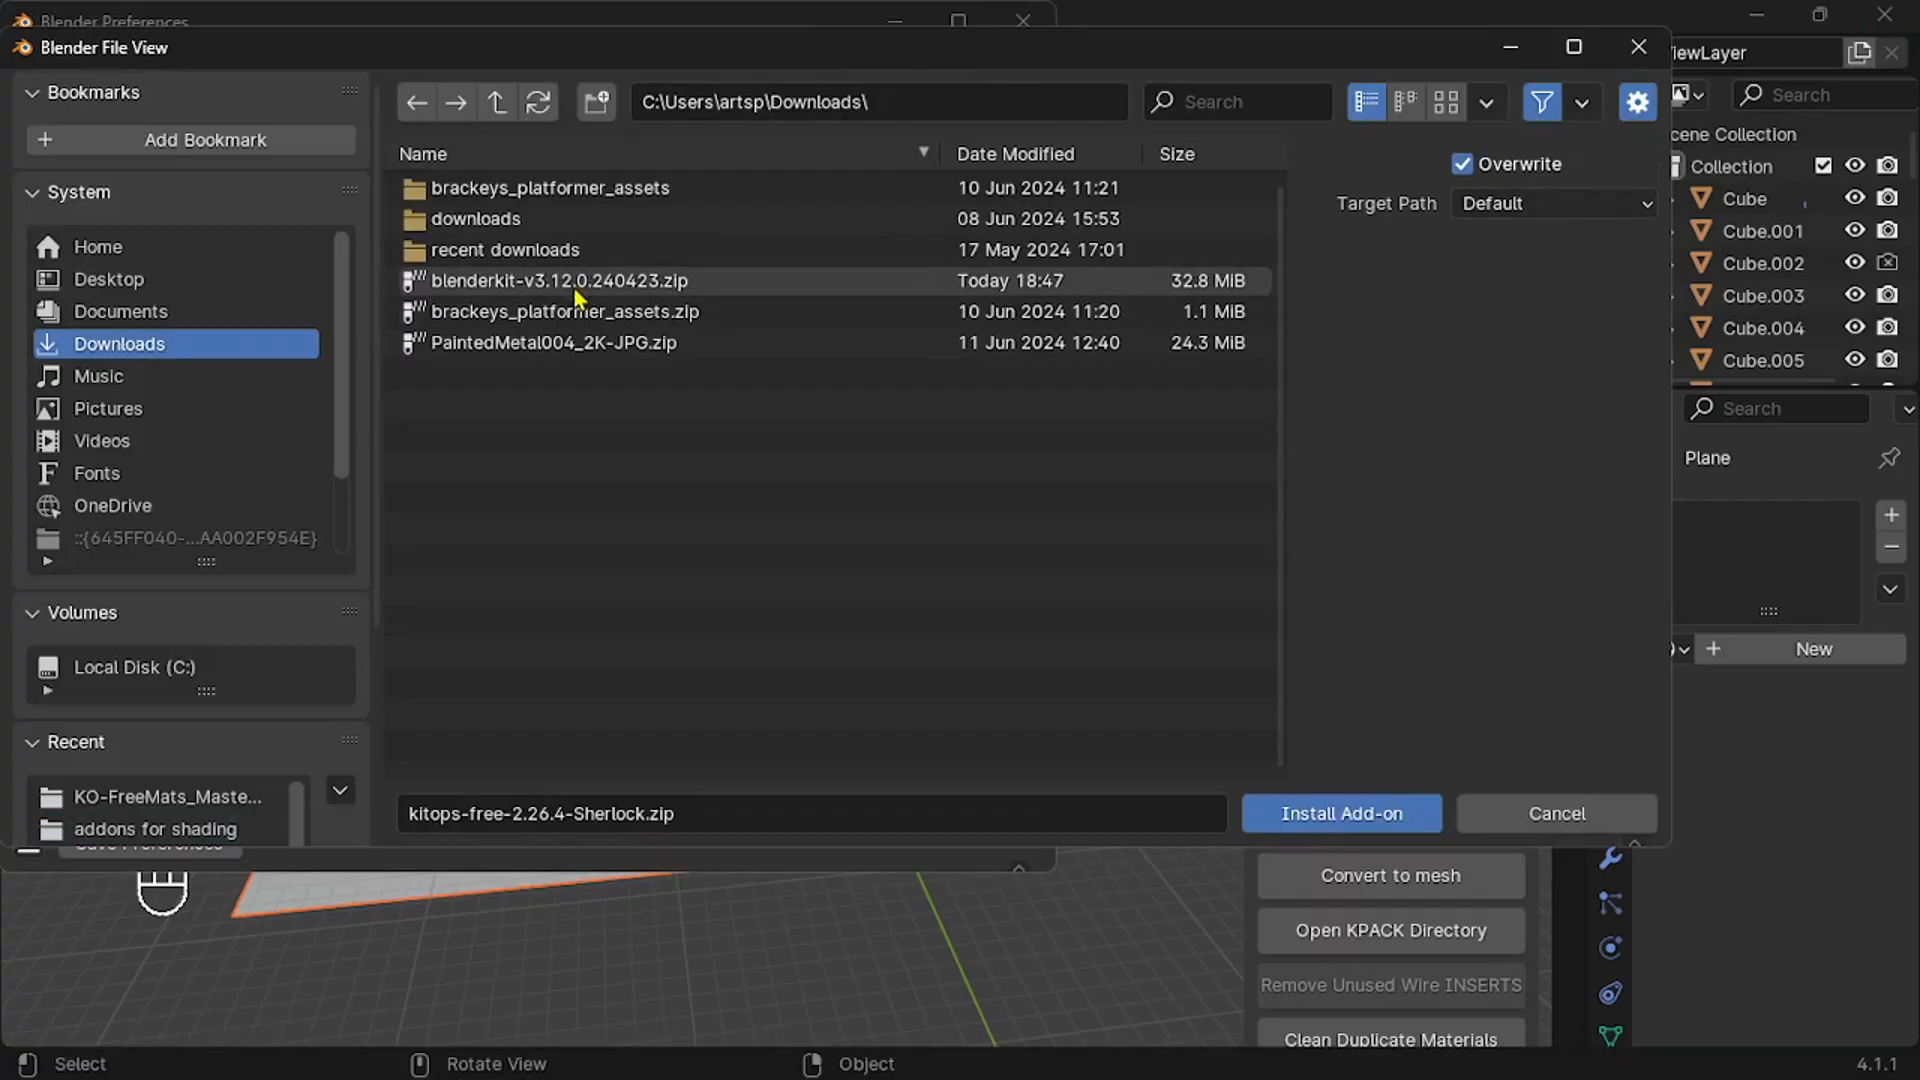 Blender Preferences
Blender File View
ViewLayer
Bookmarks
Add Bookmark
C:\Users\artsp\Downloads\
Search
Search
System
Home
Desktop
Documents
Downloads
Music
Pictures
Videos
Fonts
OneDrive
::{645FF040-...AA002F954E}
Volumes
Local Disk (C:)
Recent
KO-FreeMats_Maste...
addons for shading
Save Preferences
Name Date Modified Size
brackeys_platformer_assets 10 Jun 2024 11:21
downloads 08 Jun 2024 15:53
recent downloads 17 May 2024 17:01
blenderkit-v3.12.0.240423.zip Today 18:47 32.8 MiB
brackeys_platformer_assets.zip 10 Jun 2024 11:20 1.1 MiB
PaintedMetal004_2K-JPG.zip 11 Jun 2024 12:40 24.3 MiB
Overwrite
Target Path Default
kitops-free-2.26.4-Sherlock.zip
Install Add-on
Cancel
cene Collection
Collection
Cube
Cube.001
Cube.002
Cube.003
Cube.004
Cube.005
Search
Plane
New
Convert to mesh
Open KPACK Directory
Remove Unused Wire INSERTS
Clean Duplicate Materials
Select
Rotate View
Object
4.1.1